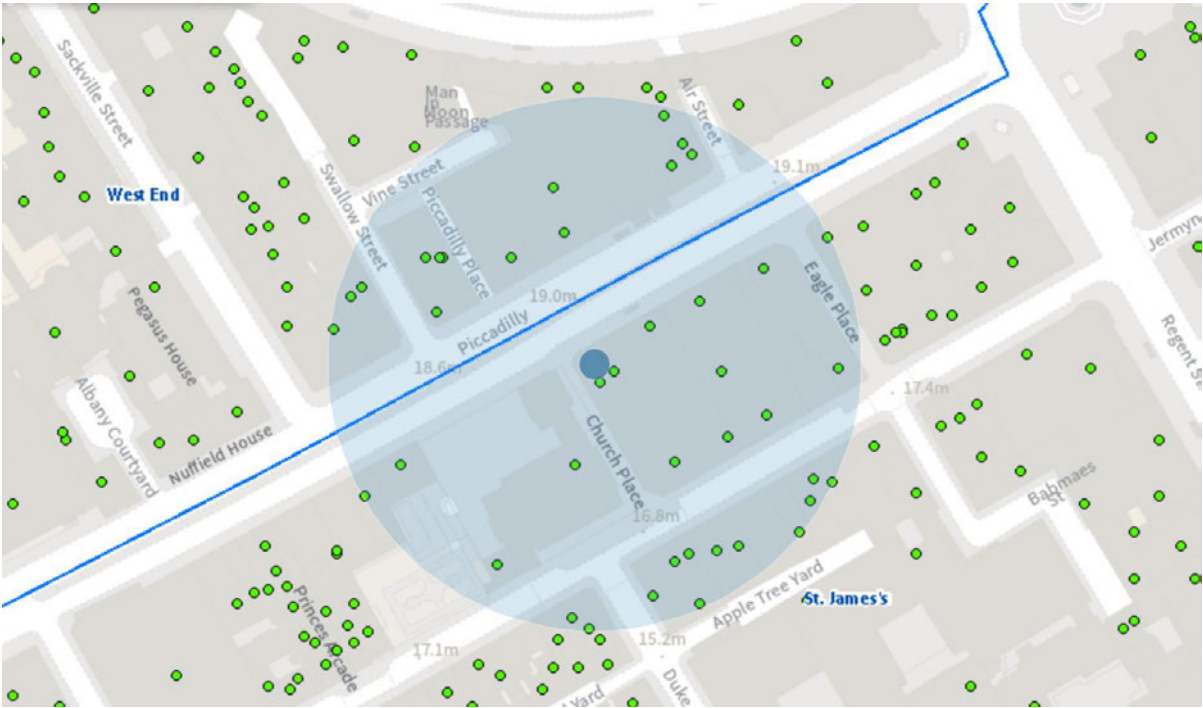 Sackville Street
Man
In
Moon
Passage
Air Street
19.1m
West End
Swallow Street
Vine Street
Piccadilly Place
Jermyn
Eagle Place
Pegasus House
19.0m
Piccadilly
Regent S
18.6m
17.4m
Albany Courtyard
Nuffield House
Church Place
Babmaes
St
16.8m
Princes Arcade
Apple Tree Yard
St. James's
17.1m
15.2m
Duke
Yard